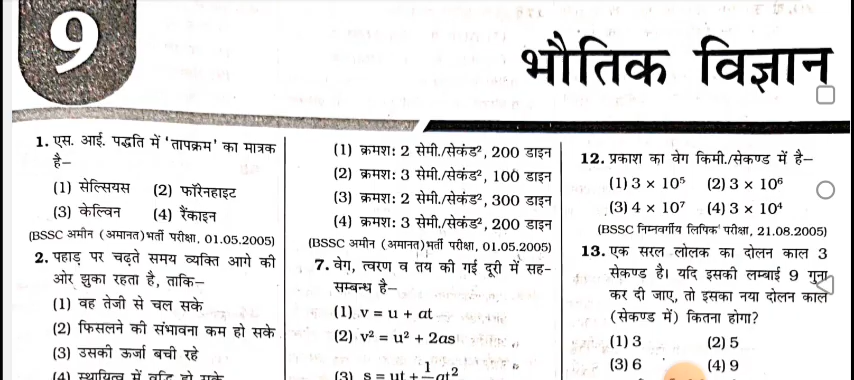 9
भौतिक विज्ञान
1. एस. आई. पद्धति में 'तापक्रम' का मात्रक
है–
(1) सेल्सियस (2) फॉरेनहाइट
(3) केल्विन (4) रैंकाइन
(BSSC अमीन (अमानत)भर्ती परीक्षा, 01.05.2005)
2. पहाड़ पर चढ़ते समय व्यक्ति आगे की
ओर झुका रहता है, ताकि–
(1) वह तेजी से चल सके
(2) फिसलने की संभावना कम हो सके
(3) उसकी ऊर्जा बची रहे
(4) स्थायित्व में वृद्धि हो सके
(1) क्रमश: 2 सेमी./सेकंड², 200 डाइन
(2) क्रमश: 3 सेमी./सेकंड², 100 डाइन
(3) क्रमश: 2 सेमी./सेकंड², 300 डाइन
(4) क्रमश: 3 सेमी./सेकंड², 200 डाइन
(BSSC अमीन (अमानत)भर्ती परीक्षा, 01.05.2005)
7. वेग, त्वरण व तय की गई दूरी में सह-
सम्बन्ध है–
(1) v = u + at
(2) v² = u² + 2as
(3) s = ut + 1/2 at²
12. प्रकाश का वेग किमी./सेकण्ड में है–
(1) 3 × 10⁵ (2) 3 × 10⁶
(3) 4 × 10⁷ (4) 3 × 10⁴
(BSSC निम्नवर्गीय लिपिक परीक्षा, 21.08.2005)
13. एक सरल लोलक का दोलन काल 3
सेकण्ड है। यदि इसकी लम्बाई 9 गुना
कर दी जाए, तो इसका नया दोलन काल
(सेकण्ड में) कितना होगा?
(1) 3 (2) 5
(3) 6 (4) 9